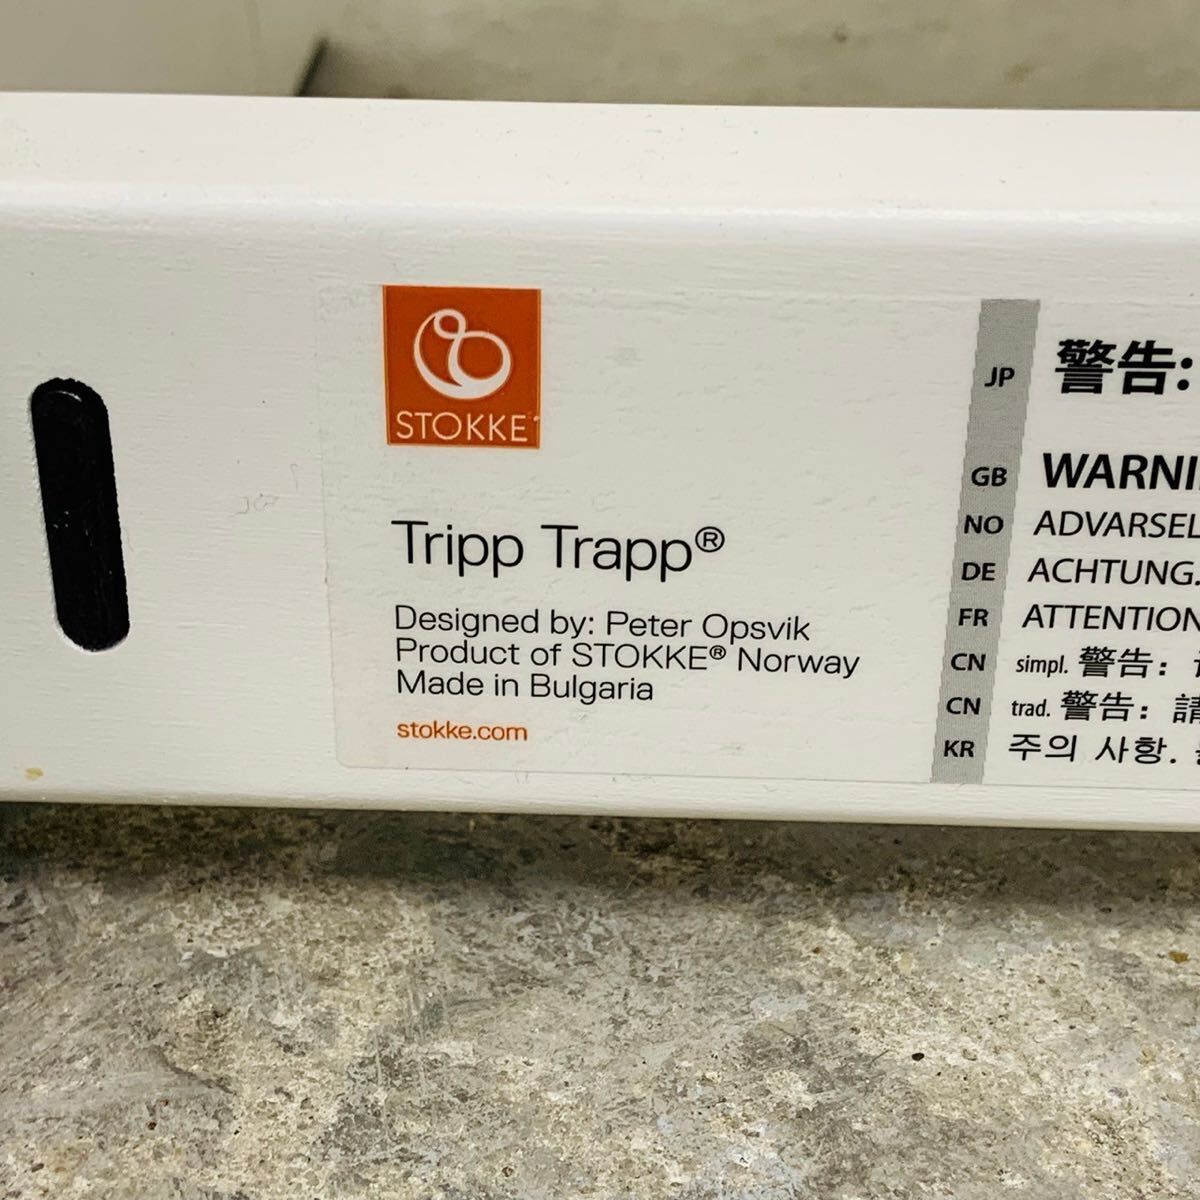 STOKKE
Tripp Trapp®
Designed by: Peter Opsvik
Product of STOKKE® Norway
Made in Bulgaria
stokke.com
JP 警告:
GB
NO ADVARSEL
DE ACHTUNG.
FR ATTENTION
CN simpl. 警告：
CN trad. 警告：請
KR 주의 사항.